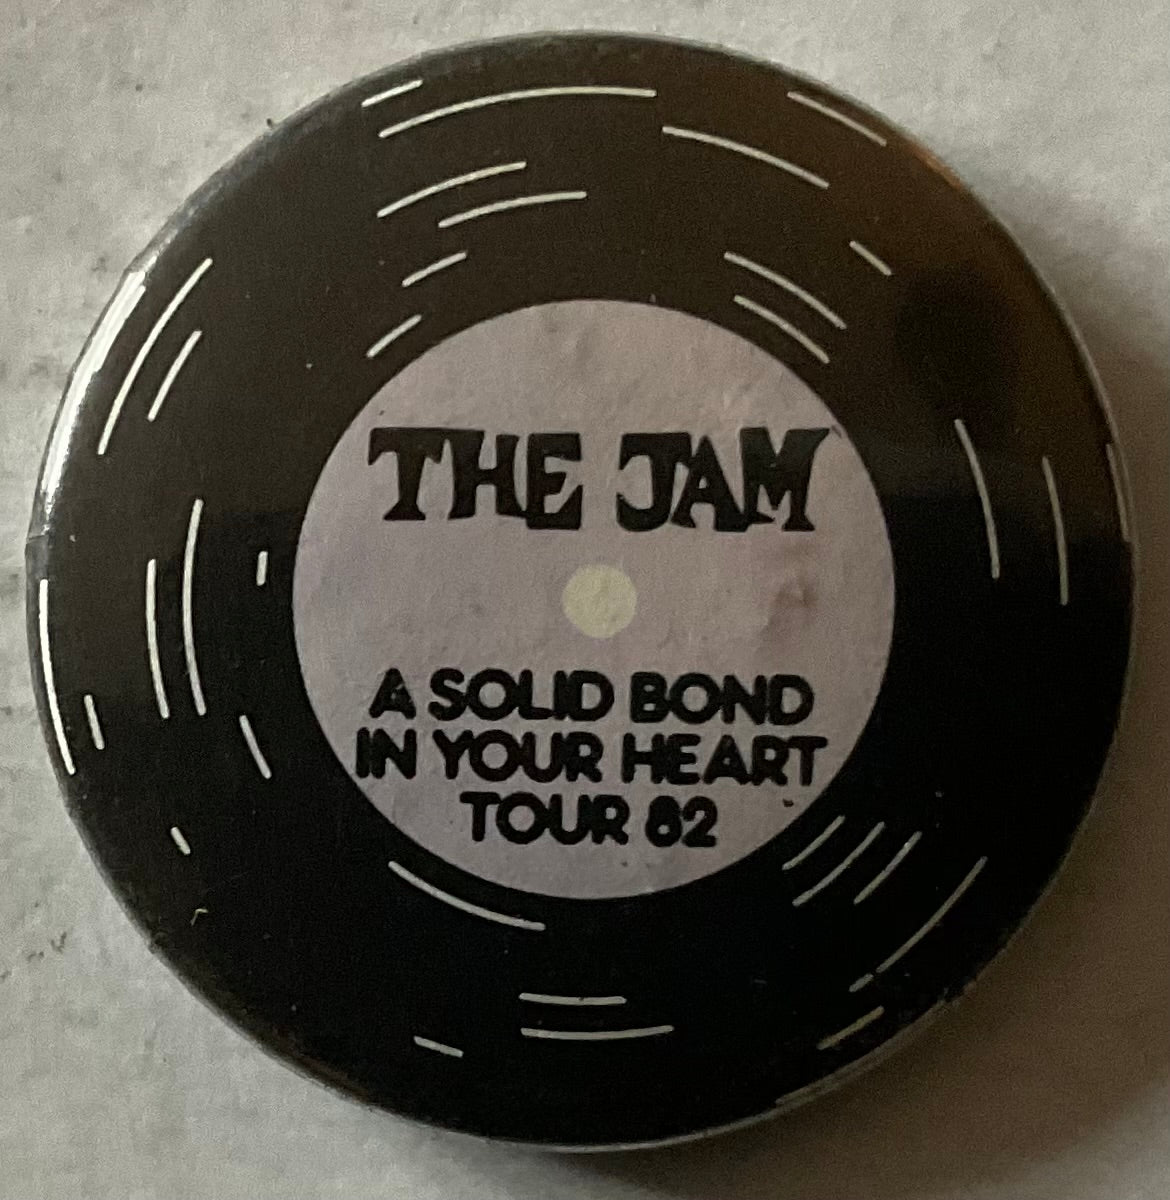 THE JAM
A SOLID BOND
IN YOUR HEART
TOUR 82